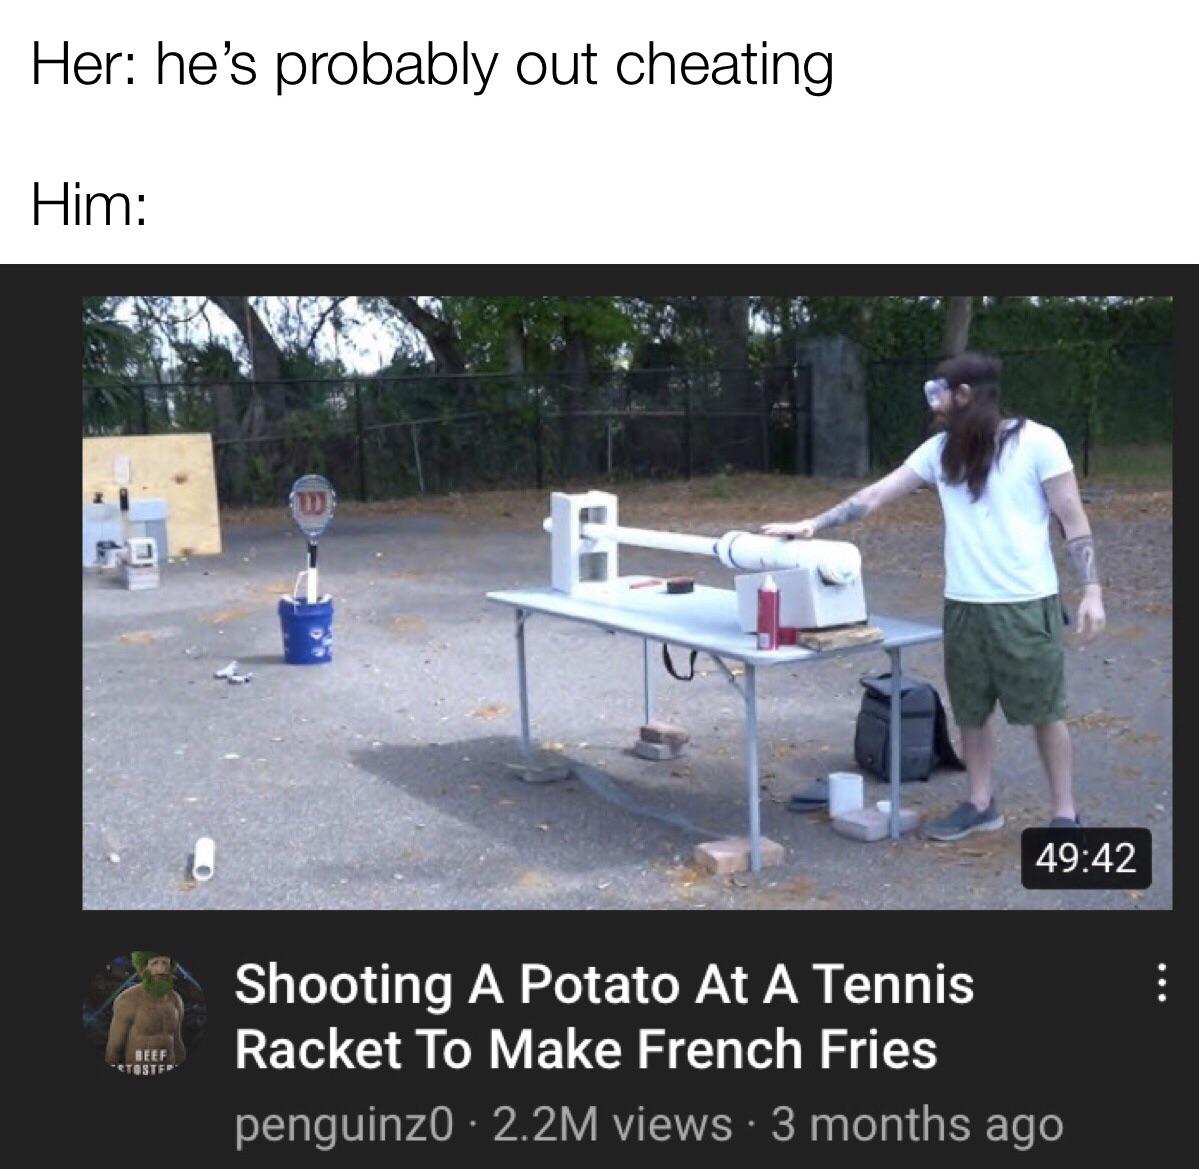 Her: he’s probably out cheating
Him:
W
49:42
BEEF
Shooting A Potato At A Tennis
Racket To Make French Fries
penguinz0 · 2.2M views · 3 months ago